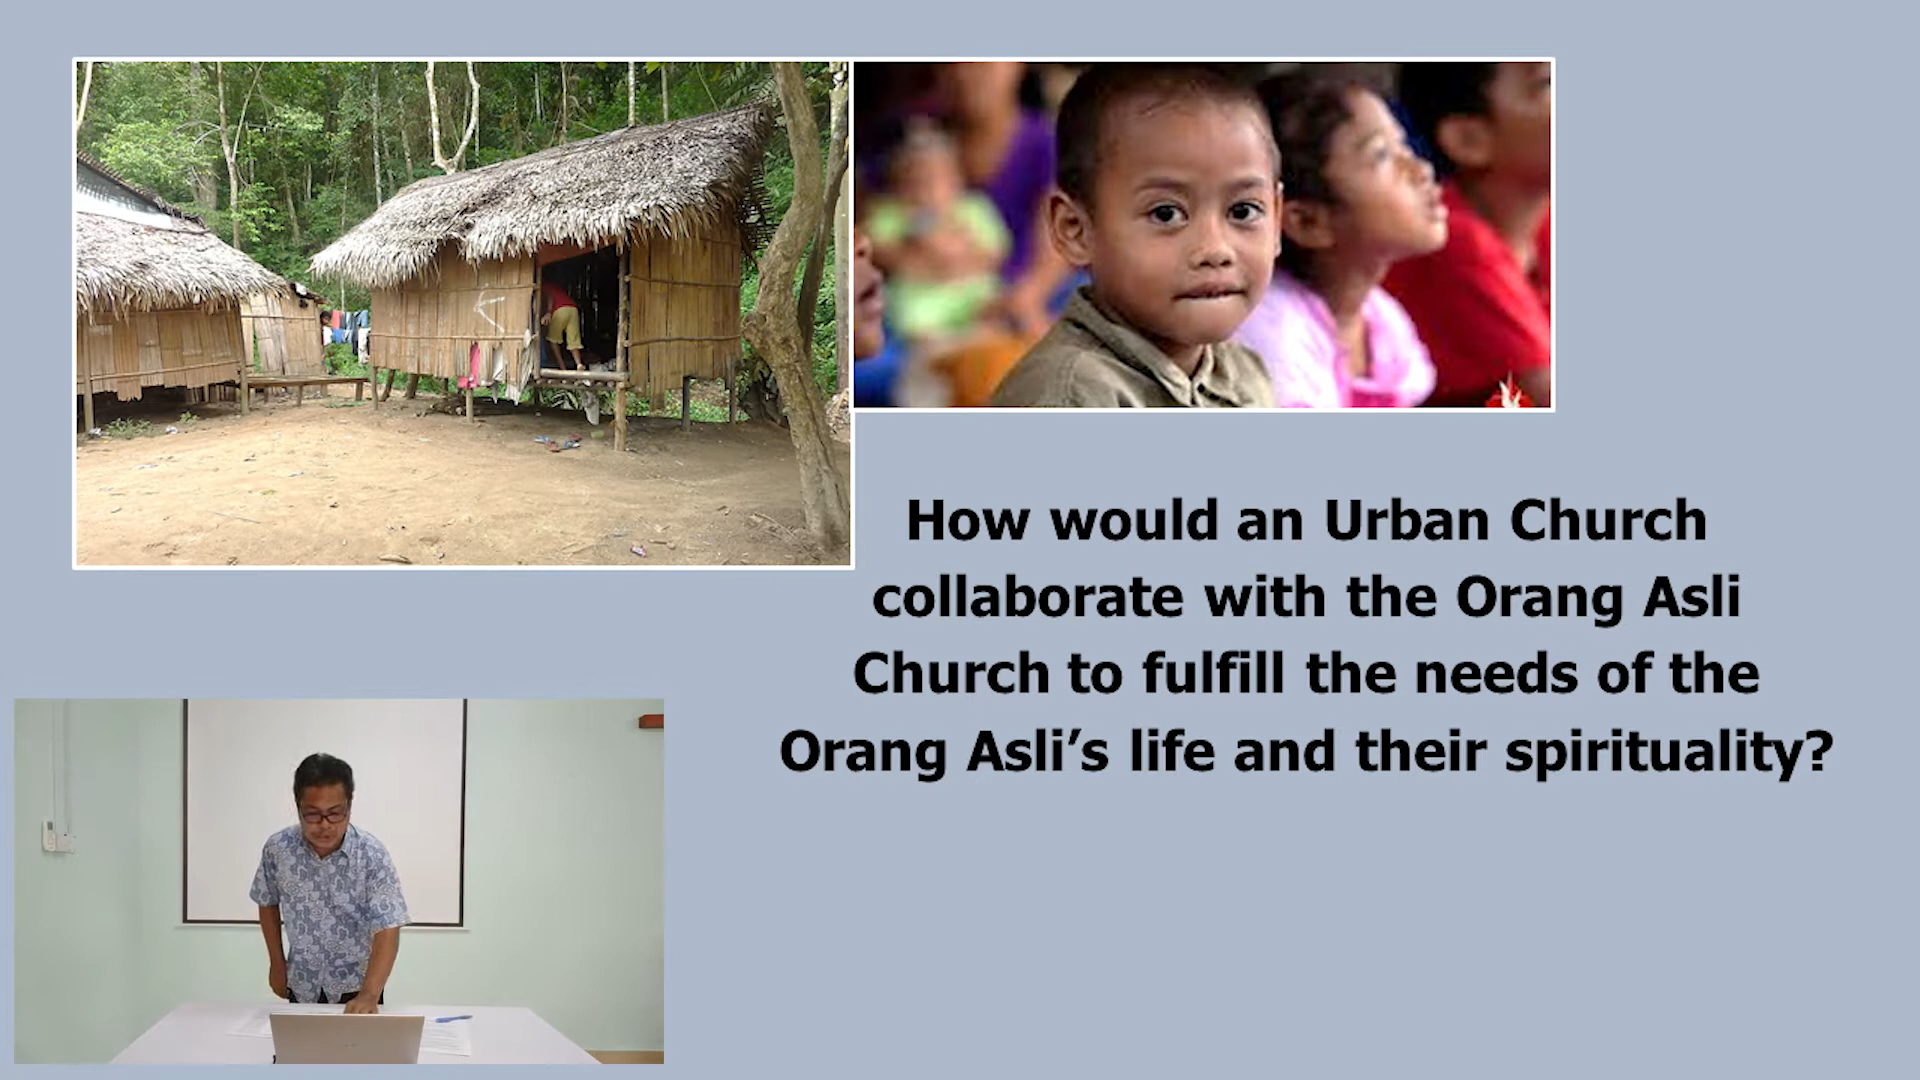 How would an Urban Church
collaborate with the Orang Asli
Church to fulfill the needs of the
Orang Asli’s life and their spirituality?